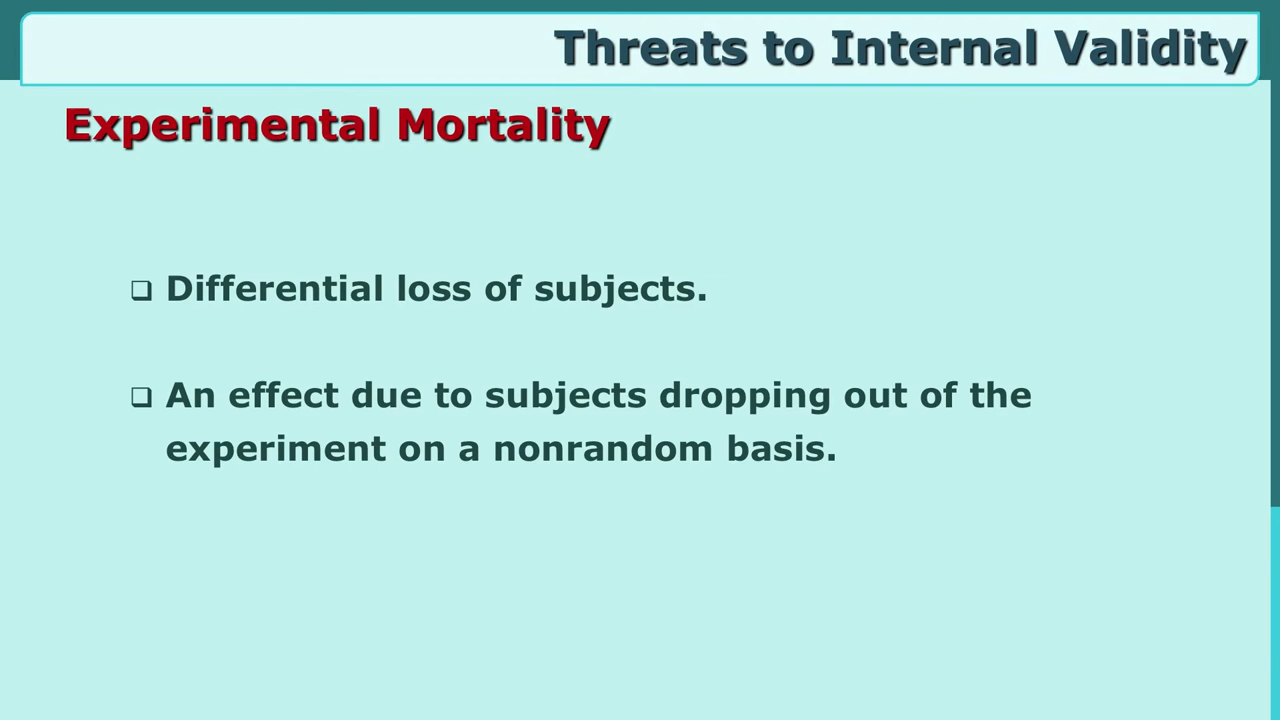 Threats to Internal Validity
Experimental Mortality
❑ Differential loss of subjects.
❑ An effect due to subjects dropping out of the
experiment on a nonrandom basis.